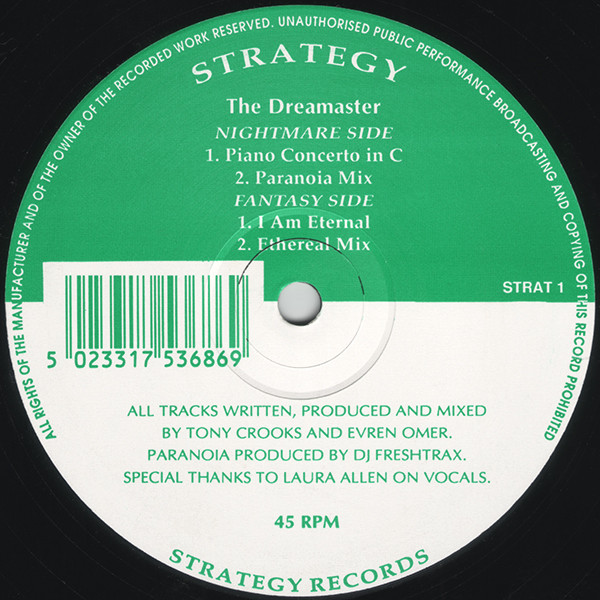 ALL RIGHTS OF THE MANUFACTURER AND OF THE OWNER OF THE RECORDED WORK RESERVED. UNAUTHORISED PUBLIC PERFORMANCE BROADCASTING AND COPYING OF THIS RECORD PROHIBITED
STRATEGY
The Dreamaster
NIGHTMARE SIDE
1. Piano Concerto in C
2. Paranoia Mix
FANTASY SIDE
1. I Am Eternal
2. Ethereal Mix
STRAT 1
5 023317 536869
ALL TRACKS WRITTEN, PRODUCED AND MIXED
BY TONY CROOKS AND EVREN OMER.
PARANOIA PRODUCED BY DJ FRESHTRAX.
SPECIAL THANKS TO LAURA ALLEN ON VOCALS.
45 RPM
STRATEGY RECORDS